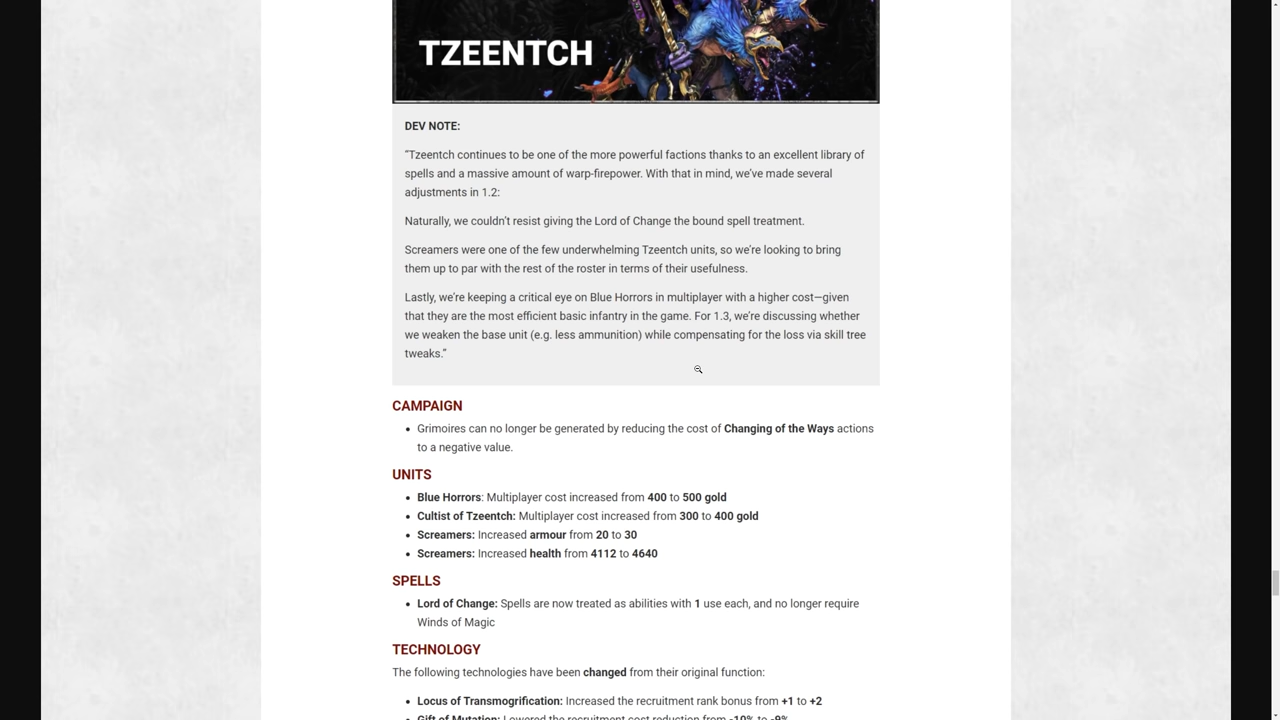 TZEENTCH
DEV NOTE:
“Tzeentch continues to be one of the more powerful factions thanks to an excellent library of
spells and a massive amount of warp-firepower. With that in mind, we’ve made several
adjustments in 1.2:
Naturally, we couldn’t resist giving the Lord of Change the bound spell treatment.
Screamers were one of the few underwhelming Tzeentch units, so we’re looking to bring
them up to par with the rest of the roster in terms of their usefulness.
Lastly, we’re keeping a critical eye on Blue Horrors in multiplayer with a higher cost—given
that they are the most efficient basic infantry in the game. For 1.3, we’re discussing whether
we weaken the base unit (e.g. less ammunition) while compensating for the loss via skill tree
tweaks.”
CAMPAIGN
• Grimoires can no longer be generated by reducing the cost of Changing of the Ways actions
to a negative value.
UNITS
• Blue Horrors: Multiplayer cost increased from 400 to 500 gold
• Cultist of Tzeentch: Multiplayer cost increased from 300 to 400 gold
• Screamers: Increased armour from 20 to 30
• Screamers: Increased health from 4112 to 4640
SPELLS
• Lord of Change: Spells are now treated as abilities with 1 use each, and no longer require
Winds of Magic
TECHNOLOGY
The following technologies have been changed from their original function:
• Locus of Transmogrification: Increased the recruitment rank bonus from +1 to +2
• Gift of Mutation: Lowered the recruitment cost reduction from -10% to -9%